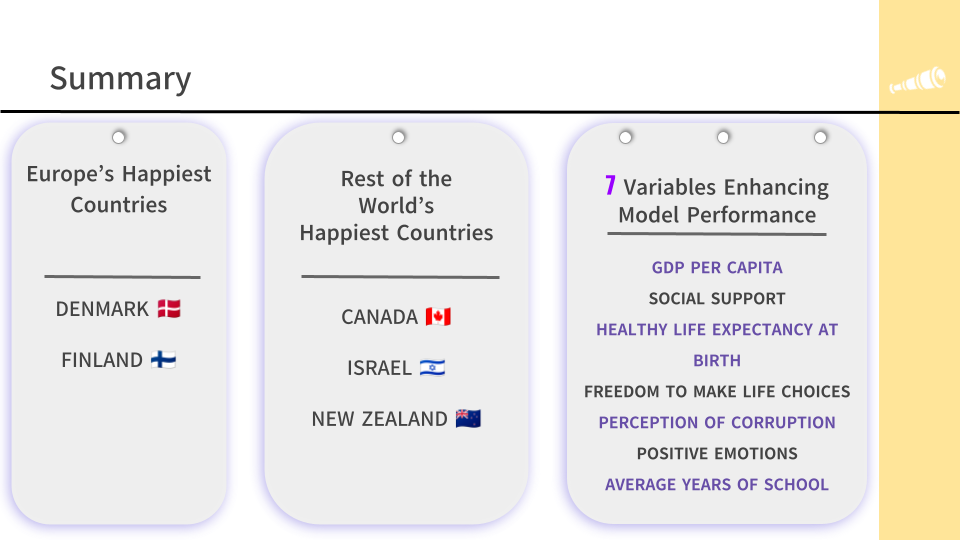 Summary
Europe’s Happiest
Countries
DENMARK 🇩🇰
FINLAND 🇫🇮
Rest of the
World’s
Happiest Countries
CANADA 🇨🇦
ISRAEL 🇮🇱
NEW ZEALAND 🇳🇿
7 Variables Enhancing
Model Performance
GDP PER CAPITA
SOCIAL SUPPORT
HEALTHY LIFE EXPECTANCY AT
BIRTH
FREEDOM TO MAKE LIFE CHOICES
PERCEPTION OF CORRUPTION
POSITIVE EMOTIONS
AVERAGE YEARS OF SCHOOL